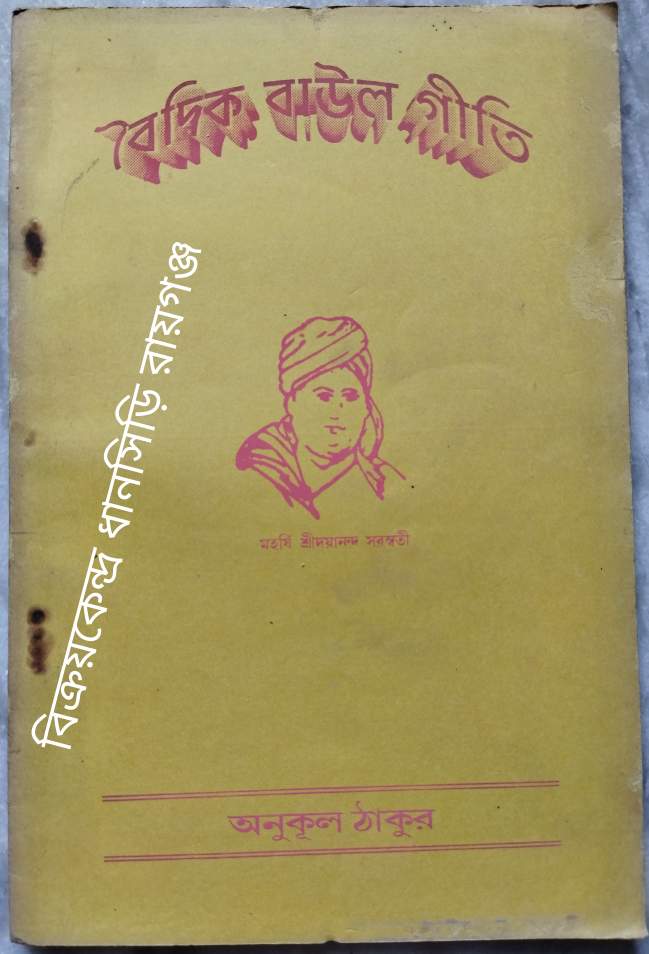 বৈদিক বাউল গীতি
বিক্রয়কেন্দ্র ধানসিড়ি রায়গঞ্জ
মহর্ষি শ্রীদয়ানন্দ সরস্বতী
অনুকূল ঠাকুর